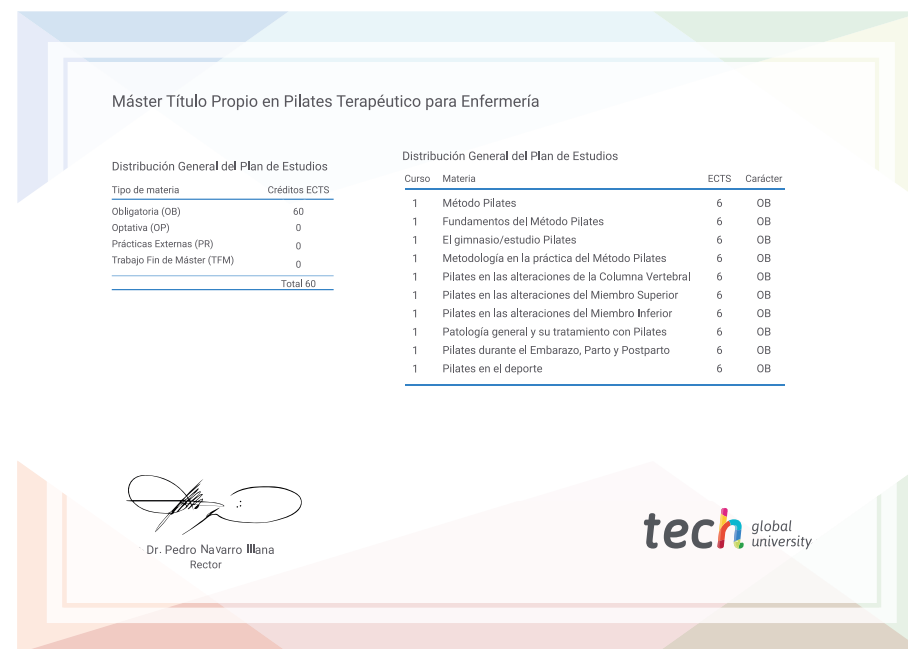 Máster Título Propio en Pilates Terapéutico para Enfermería
Distribución General del Plan de Estudios
Tipo de materia Créditos ECTS
Obligatoria (OB) 60
Optativa (OP) 0
Prácticas Externas (PR) 0
Trabajo Fin de Máster (TFM) 0
Total 60
Distribución General del Plan de Estudios
Curso Materia ECTS Carácter
1 Método Pilates 6 OB
1 Fundamentos del Método Pilates 6 OB
1 El gimnasio/estudio Pilates 6 OB
1 Metodología en la práctica del Método Pilates 6 OB
1 Pilates en las alteraciones de la Columna Vertebral 6 OB
1 Pilates en las alteraciones del Miembro Superior 6 OB
1 Pilates en las alteraciones del Miembro Inferior 6 OB
1 Patología general y su tratamiento con Pilates 6 OB
1 Pilates durante el Embarazo, Parto y Postparto 6 OB
1 Pilates en el deporte 6 OB
Dr. Pedro Navarro Illana
Rector
tech global university